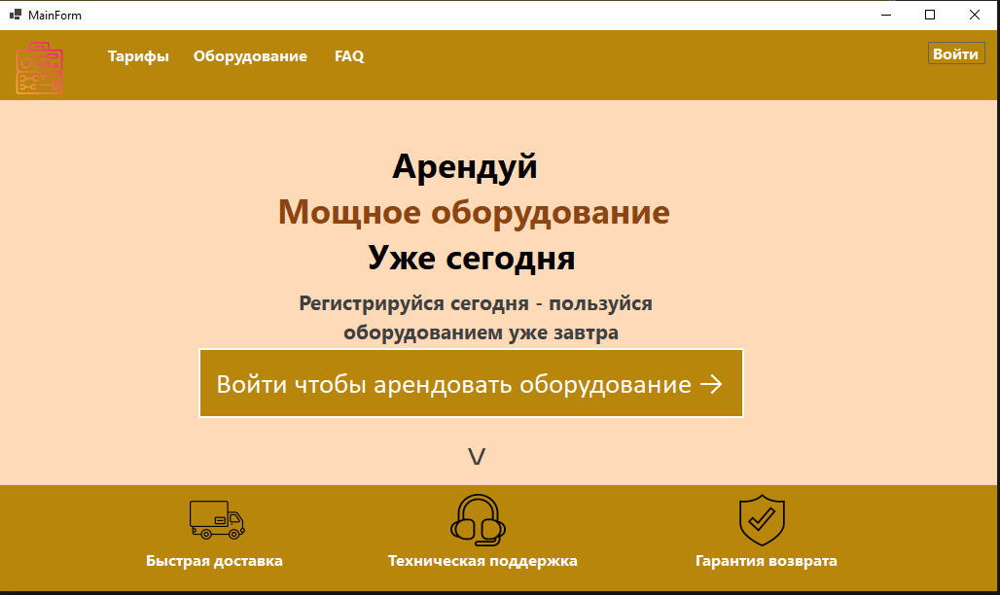 MainForm
Тарифы Оборудование FAQ Войти
Арендуй
Мощное оборудование
Уже сегодня
Регистрируйся сегодня - пользуйся
оборудованием уже завтра
Войти чтобы арендовать оборудование →
V
Быстрая доставка Техническая поддержка Гарантия возврата